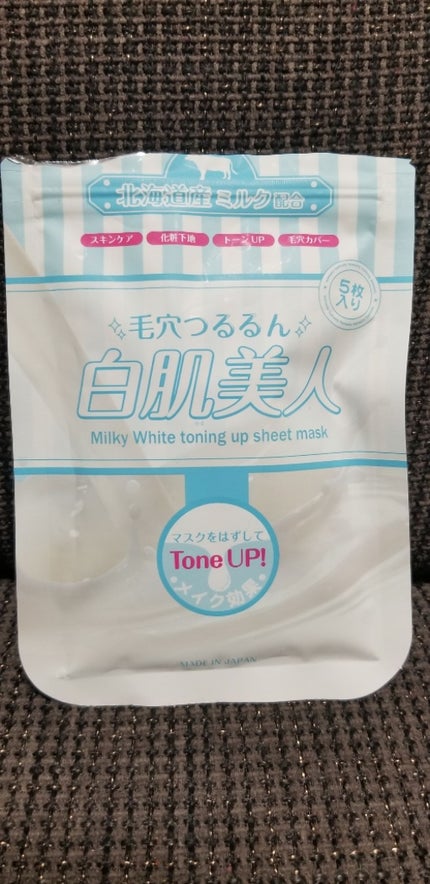 北海道産ミルク配合
スキンケア 化粧下地 トーンUP 毛穴カバー
5枚
入り
毛穴つるるん
白肌美人
Milky White toning up sheet mask
マスクをはずして
Tone UP!
・メイク効果・
MADE IN JAPAN